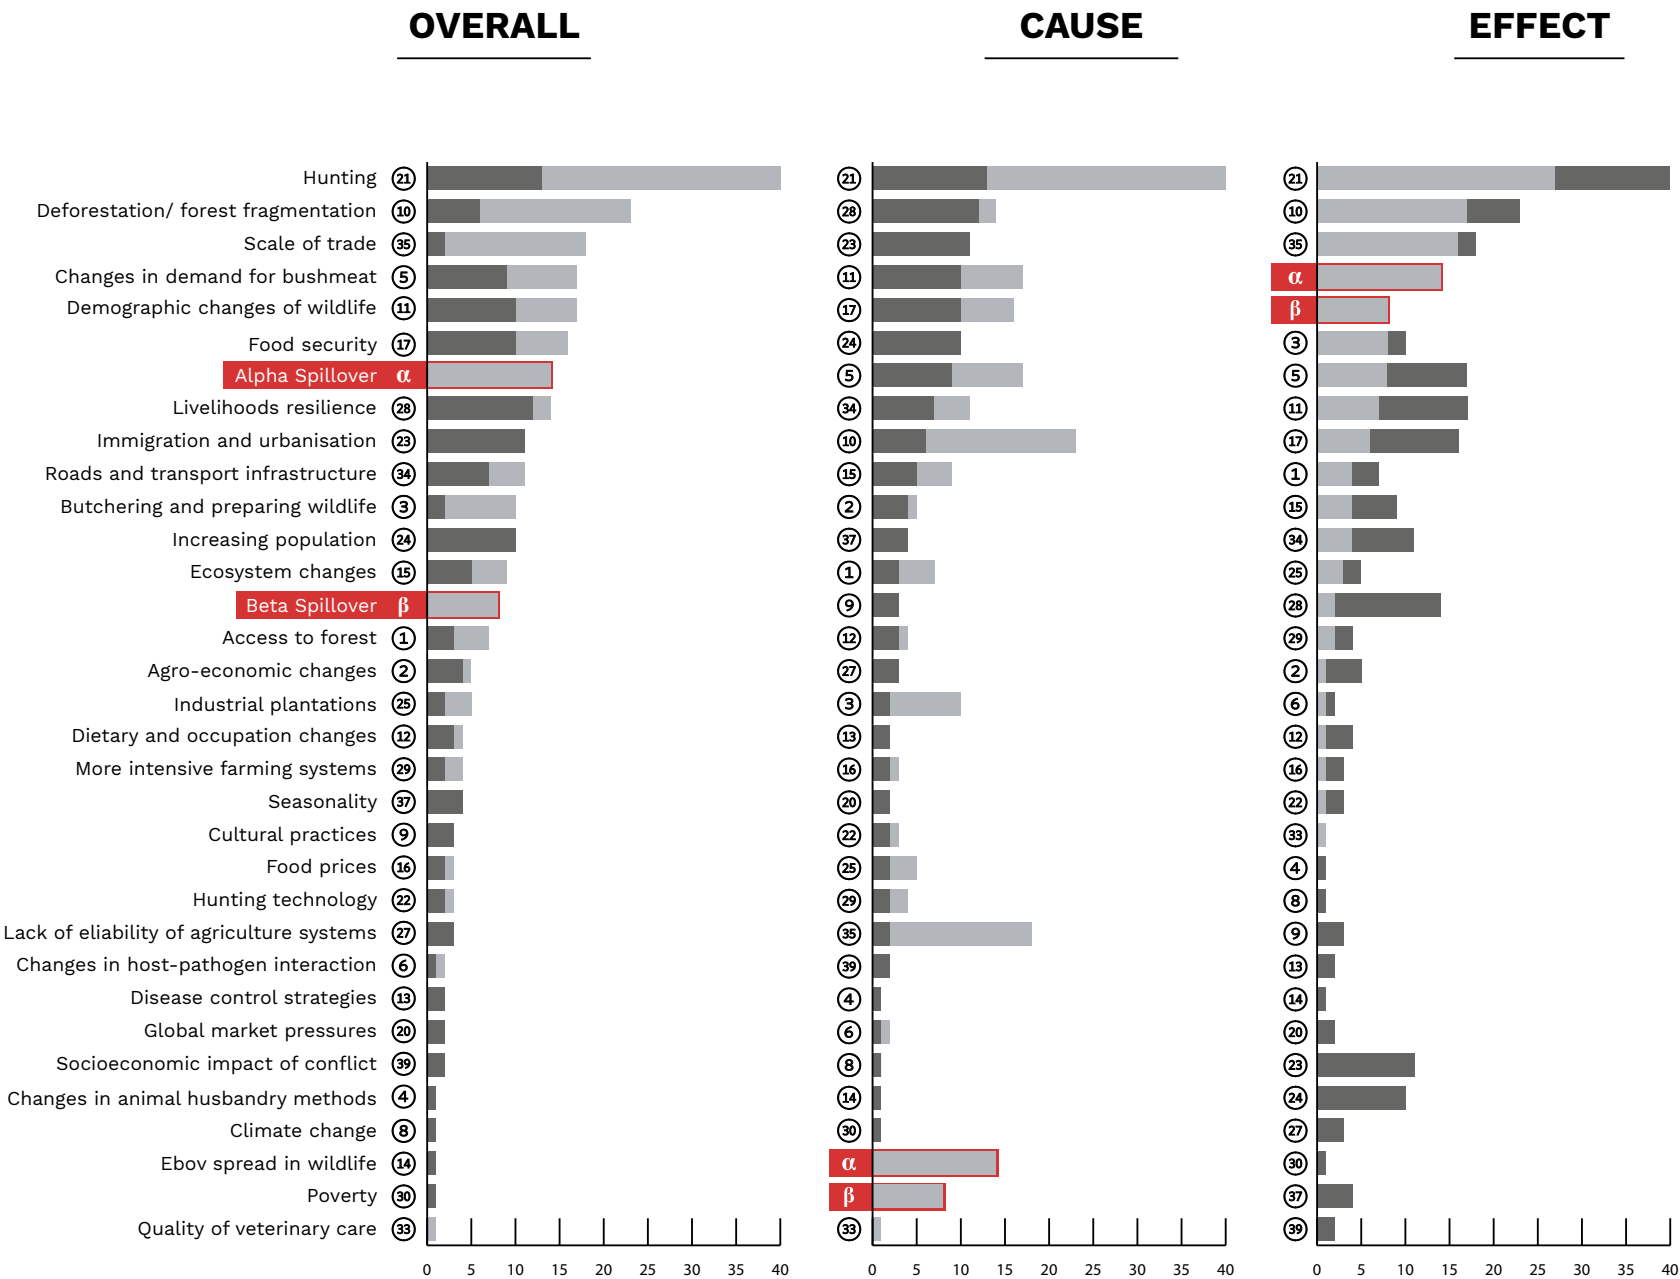 OVERALL CAUSE EFFECT
Hunting 21 21 21
Deforestation/ forest fragmentation 10 28 10
Scale of trade 35 23 35
Changes in demand for bushmeat 5 11 α
Demographic changes of wildlife 11 17 β
Food security 17 24 3
Alpha Spillover α 5 5
Livelihoods resilience 28 34 11
Immigration and urbanisation 23 10 17
Roads and transport infrastructure 34 15 1
Butchering and preparing wildlife 3 2 15
Increasing population 24 37 34
Ecosystem changes 15 1 25
Beta Spillover β 9 28
Access to forest 1 12 29
Agro-economic changes 2 27 2
Industrial plantations 25 3 6
Dietary and occupation changes 12 13 12
More intensive farming systems 29 16 16
Seasonality 37 20 22
Cultural practices 9 22 33
Food prices 16 25 4
Hunting technology 22 29 8
Lack of eliability of agriculture systems 27 35 9
Changes in host-pathogen interaction 6 39 13
Disease control strategies 13 4 14
Global market pressures 20 6 20
Socioeconomic impact of conflict 39 8 23
Changes in animal husbandry methods 4 14 24
Climate change 8 30 27
Ebov spread in wildlife 14 α 30
Poverty 30 β 37
Quality of veterinary care 33 33 39
0 5 10 15 20 25 30 35 40 0 5 10 15 20 25 30 35 40 0 5 10 15 20 25 30 35 40